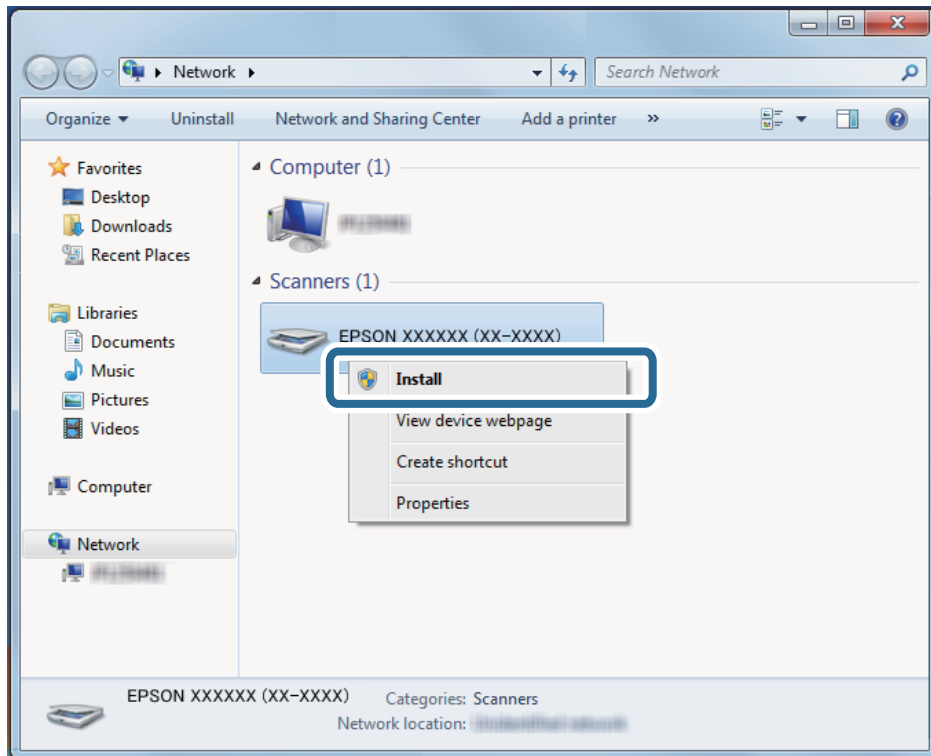 Network
Search Network
Organize Uninstall Network and Sharing Center Add a printer »
Favorites
Desktop
Downloads
Recent Places
Libraries
Documents
Music
Pictures
Videos
Computer
Network
Computer (1)
Scanners (1)
EPSON XXXXXX (XX-XXXX)
Install
View device webpage
Create shortcut
Properties
EPSON XXXXXX (XX-XXXX) Categories: Scanners
Network location: